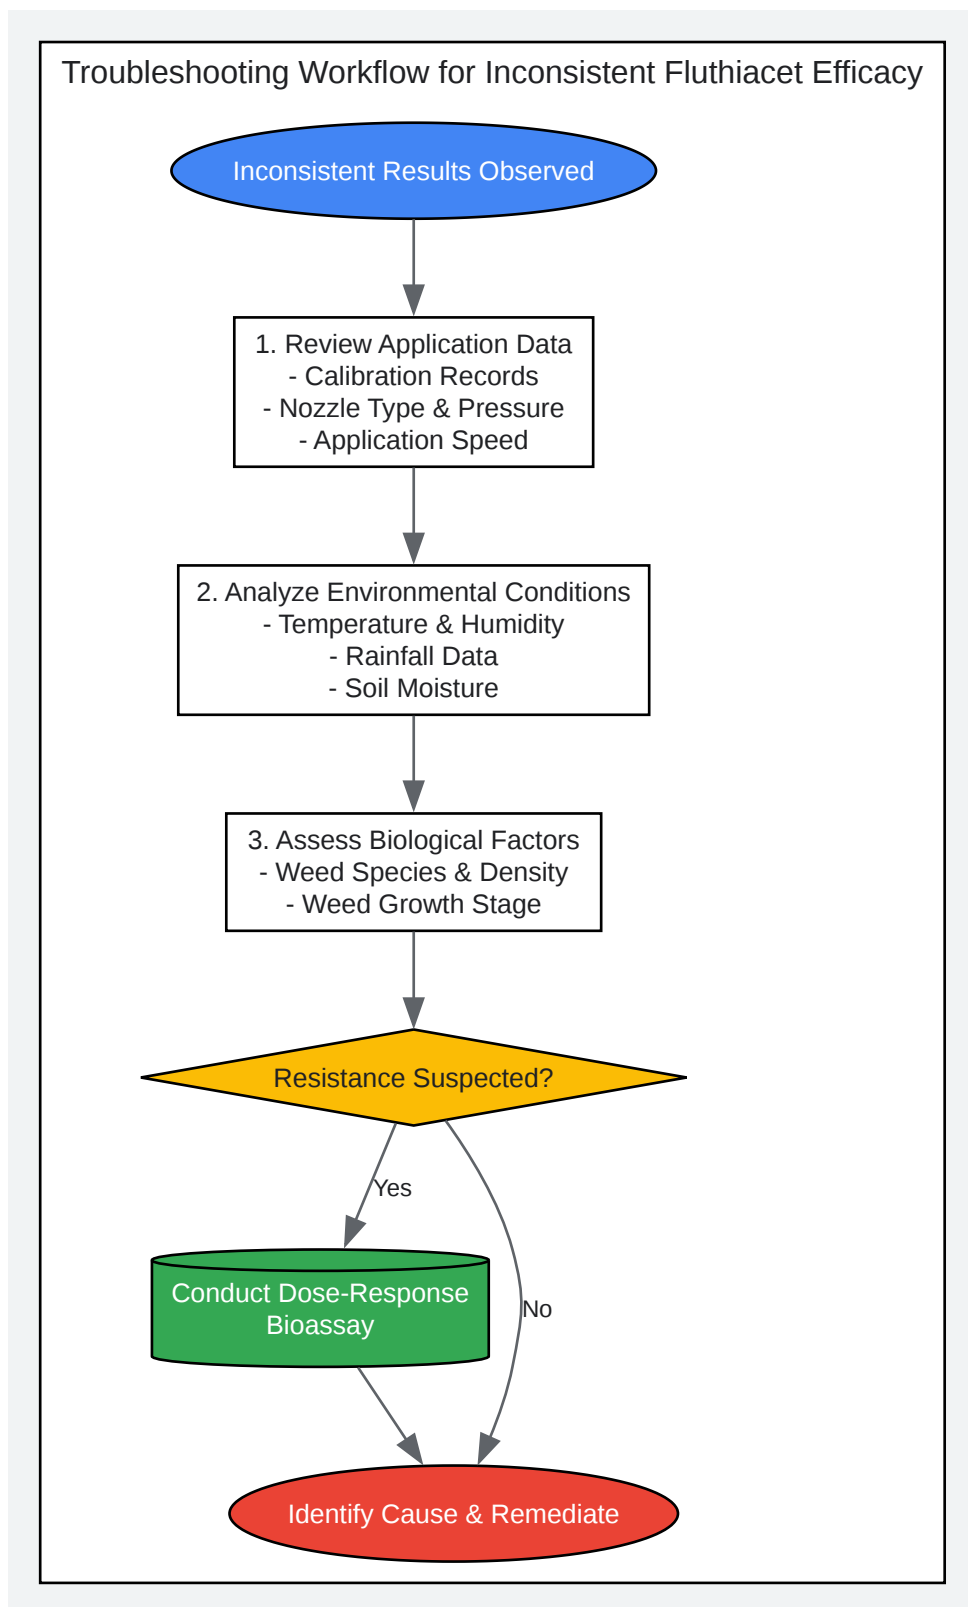 Troubleshooting Workflow for Inconsistent Fluthiacet Efficacy
Inconsistent Results Observed
1. Review Application Data
- Calibration Records
- Nozzle Type & Pressure
- Application Speed
2. Analyze Environmental Conditions
- Temperature & Humidity
- Rainfall Data
- Soil Moisture
3. Assess Biological Factors
- Weed Species & Density
- Weed Growth Stage
Resistance Suspected?
Yes
Conduct Dose-Response
Bioassay
No
Identify Cause & Remediate